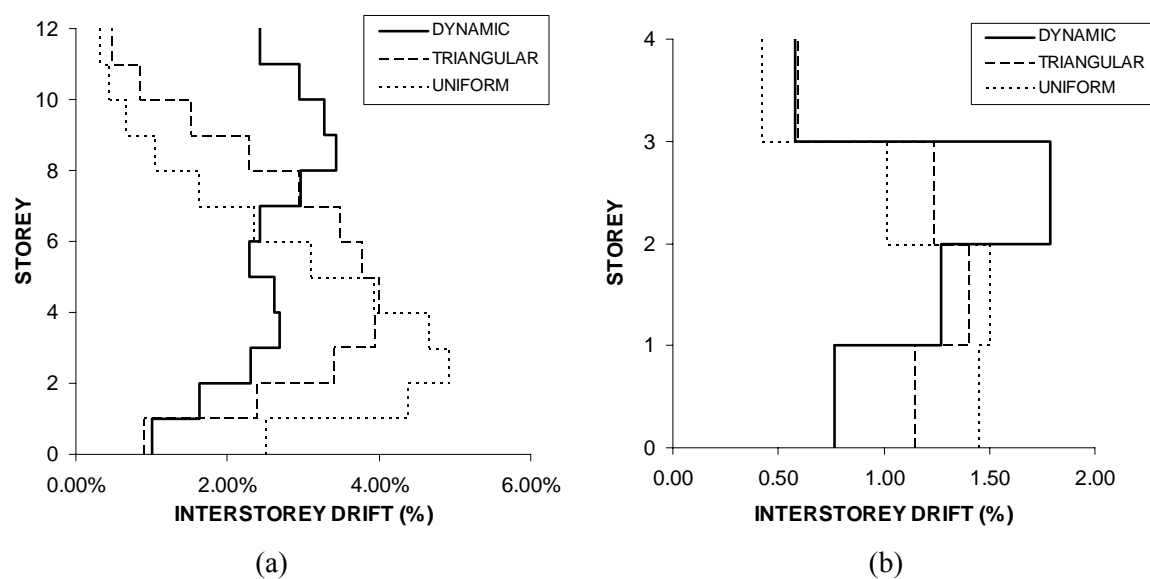 DYNAMIC
TRIANGULAR
UNIFORM
12
10
8
6
4
2
0
STOREY
0.00% 2.00% 4.00% 6.00%
INTERSTOREY DRIFT (%)
(a)
DYNAMIC
TRIANGULAR
UNIFORM
4
3
2
1
0
STOREY
0.00 0.50 1.00 1.50 2.00
INTERSTOREY DRIFT (%)
(b)